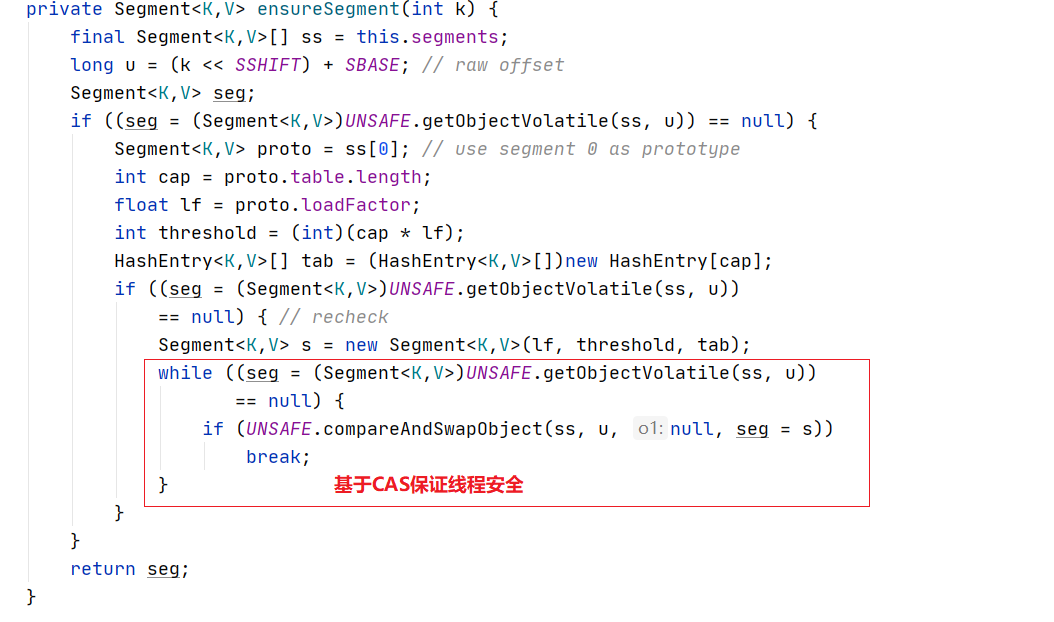 private Segment<K,V> ensureSegment(int k) {
final Segment<K,V>[] ss = this.segments;
long u = (k << SSHIFT) + SBASE; // raw offset
Segment<K,V> seg;
if ((seg = (Segment<K,V>)UNSAFE.getObjectVolatile(ss, u)) == null) {
Segment<K,V> proto = ss[0]; // use segment 0 as prototype
int cap = proto.table.length;
float lf = proto.loadFactor;
int threshold = (int)(cap * lf);
HashEntry<K,V>[] tab = (HashEntry<K,V>[])new HashEntry[cap];
if ((seg = (Segment<K,V>)UNSAFE.getObjectVolatile(ss, u))
== null) { // recheck
Segment<K,V> s = new Segment<K,V>(lf, threshold, tab);
while ((seg = (Segment<K,V>)UNSAFE.getObjectVolatile(ss, u))
== null) {
if (UNSAFE.compareAndSwapObject(ss, u, o1: null, seg = s))
break;
} 基于CAS保证线程安全
}
}
return seg;
}